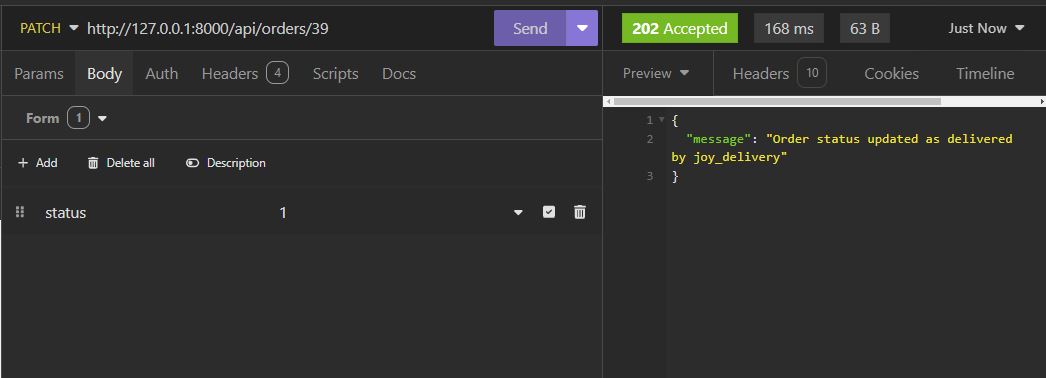 PATCH http://127.0.0.1:8000/api/orders/39 Send
Params Body Auth Headers 4 Scripts Docs
Form 1
+ Add Delete all Description
status 1
202 Accepted 168 ms 63 B Just Now
Preview Headers 10 Cookies Timeline
1 {
2 "message": "Order status updated as delivered
by joy_delivery"
3 }